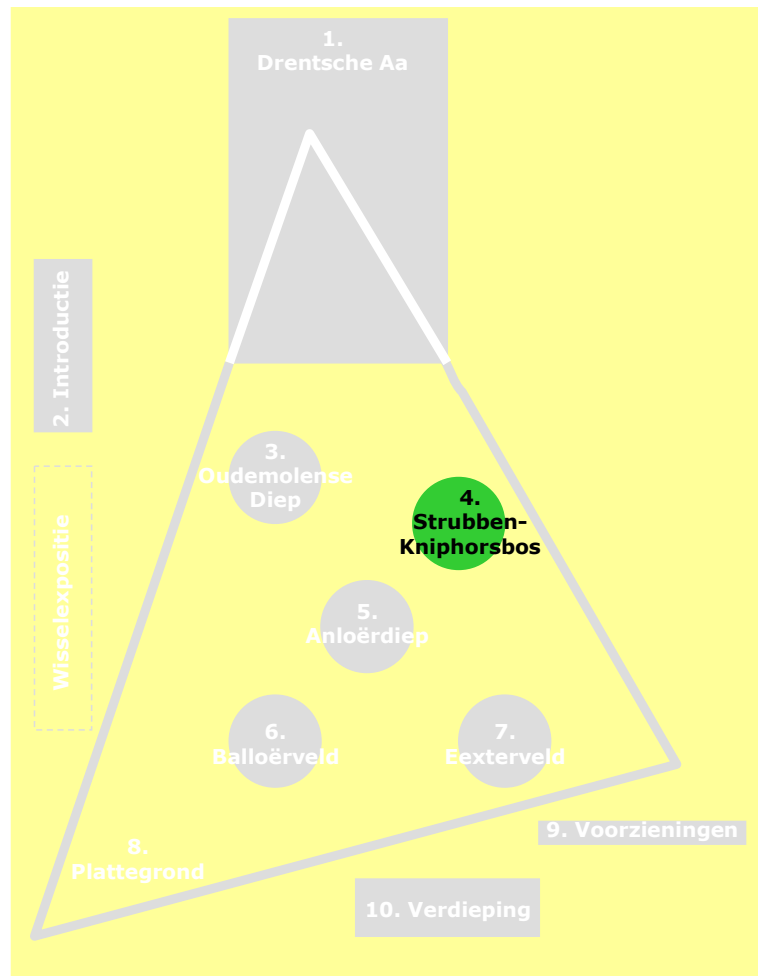 1.
Drentsche Aa
2. Introductie
3.
Oudemolense
Diep
4.
Strubben-
Kniphorsbos
Wisselexpositie
5.
Anloërdiep
6.
Balloërveld
7.
Eexterveld
8.
Plattegrond
9. Voorzieningen
10. Verdieping